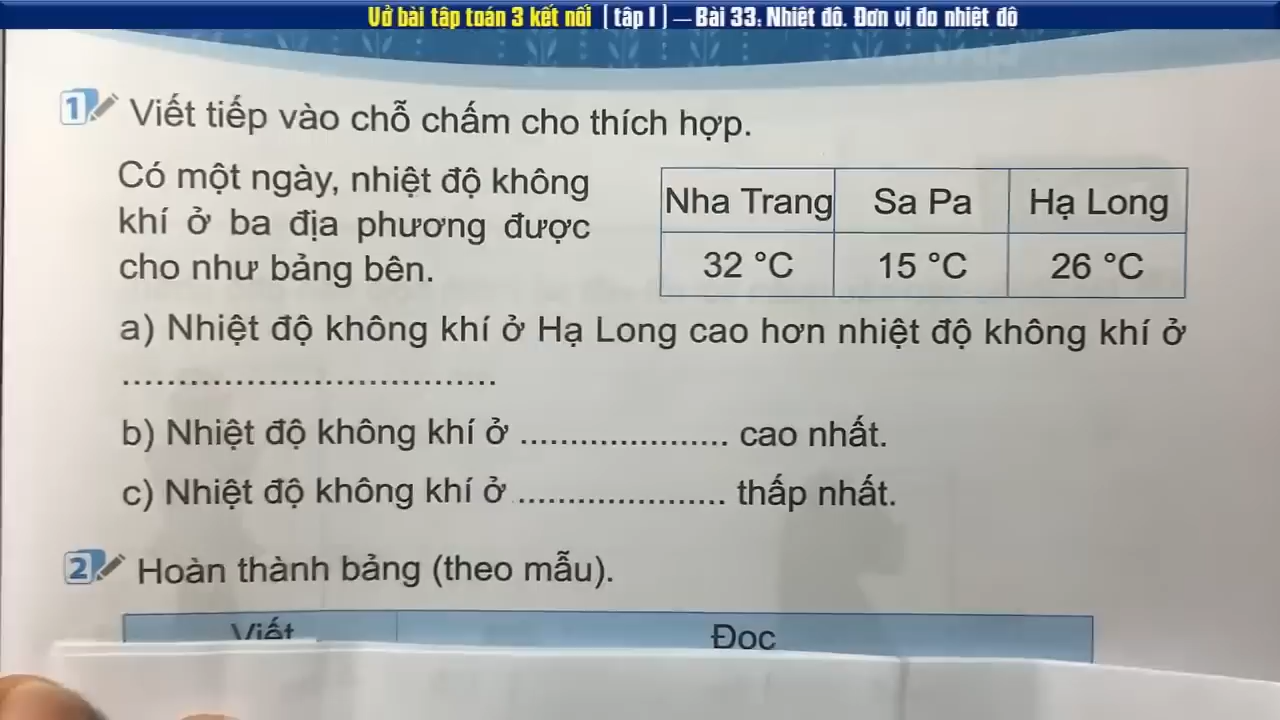 Vở bài tập toán 3 kết nối ( tập 1 ) – Bài 33: Nhiệt độ. Đơn vị đo nhiệt độ
1 Viết tiếp vào chỗ chấm cho thích hợp.
Có một ngày, nhiệt độ không
khí ở ba địa phương được
cho như bảng bên.
Nha Trang Sa Pa Hạ Long
32 °C 15 °C 26 °C
a) Nhiệt độ không khí ở Hạ Long cao hơn nhiệt độ không khí ở
..................................
b) Nhiệt độ không khí ở ..................... cao nhất.
c) Nhiệt độ không khí ở ..................... thấp nhất.
2 Hoàn thành bảng (theo mẫu).
Viết Đọc